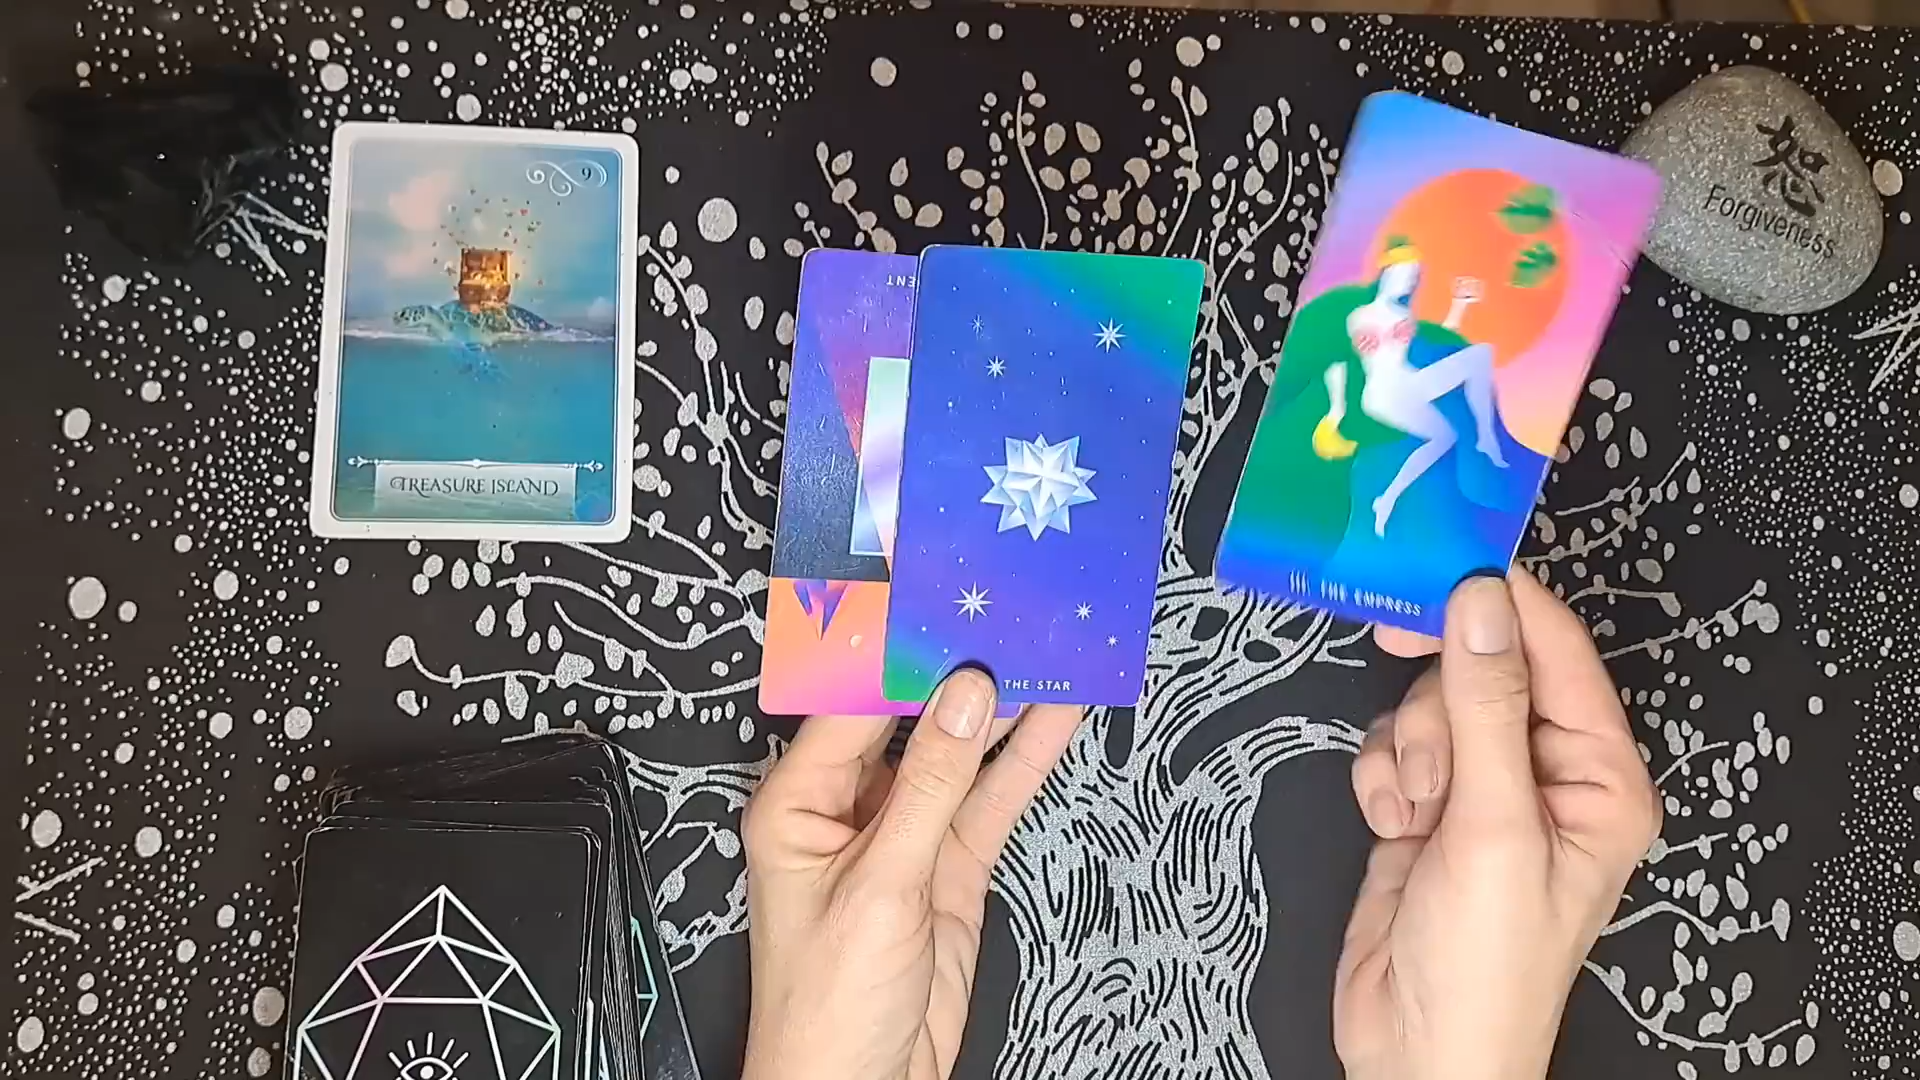 9
TREASURE ISLAND
THE STAR
III. THE EMPRESS
恕
Forgiveness